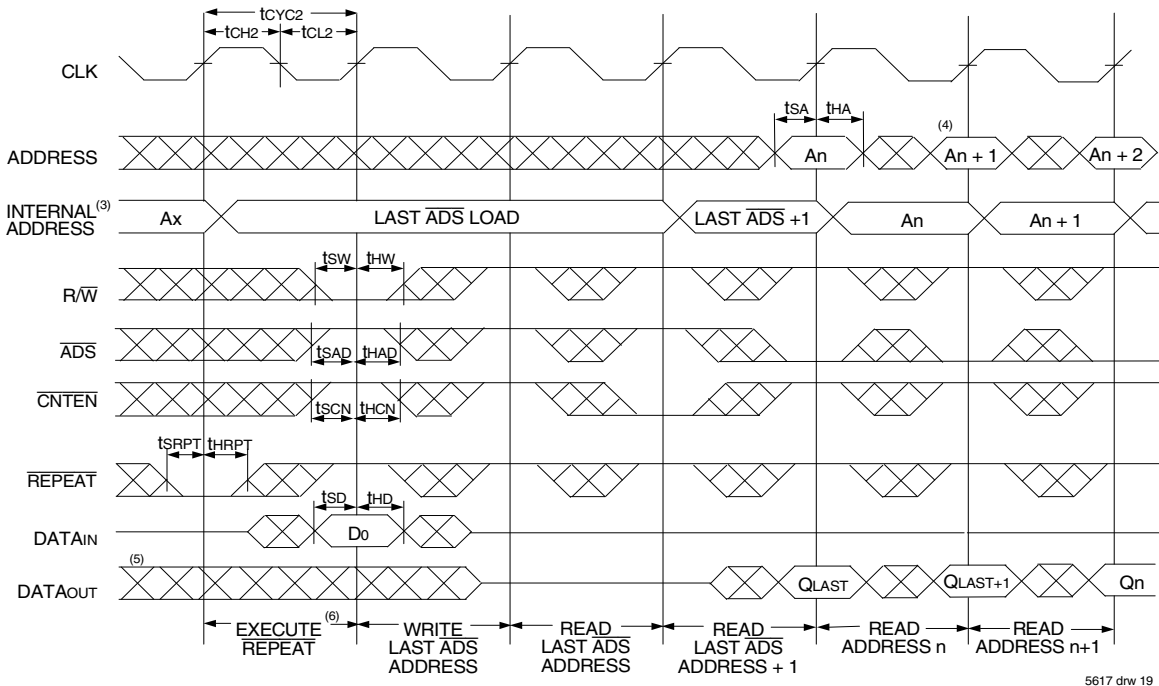 tCYC2
tCH2 tCL2
CLK
tSA tHA
(4)
ADDRESS An An + 1 An + 2
INTERNAL(3)
ADDRESS
Ax LAST ADS LOAD LAST ADS +1 An An + 1
tSW tHW
R/W
ADS
tSAD tHAD
CNTEN
tSCN tHCN
tSRPT tHRPT
REPEAT
tSD tHD
DATAIN D0
(5)
DATAOUT QLAST QLAST+1 Qn
EXECUTE (6)
REPEAT
WRITE
LAST ADS
ADDRESS
READ
LAST ADS
ADDRESS
READ
LAST ADS
ADDRESS + 1
READ
ADDRESS n
READ
ADDRESS n+1
5617 drw 19